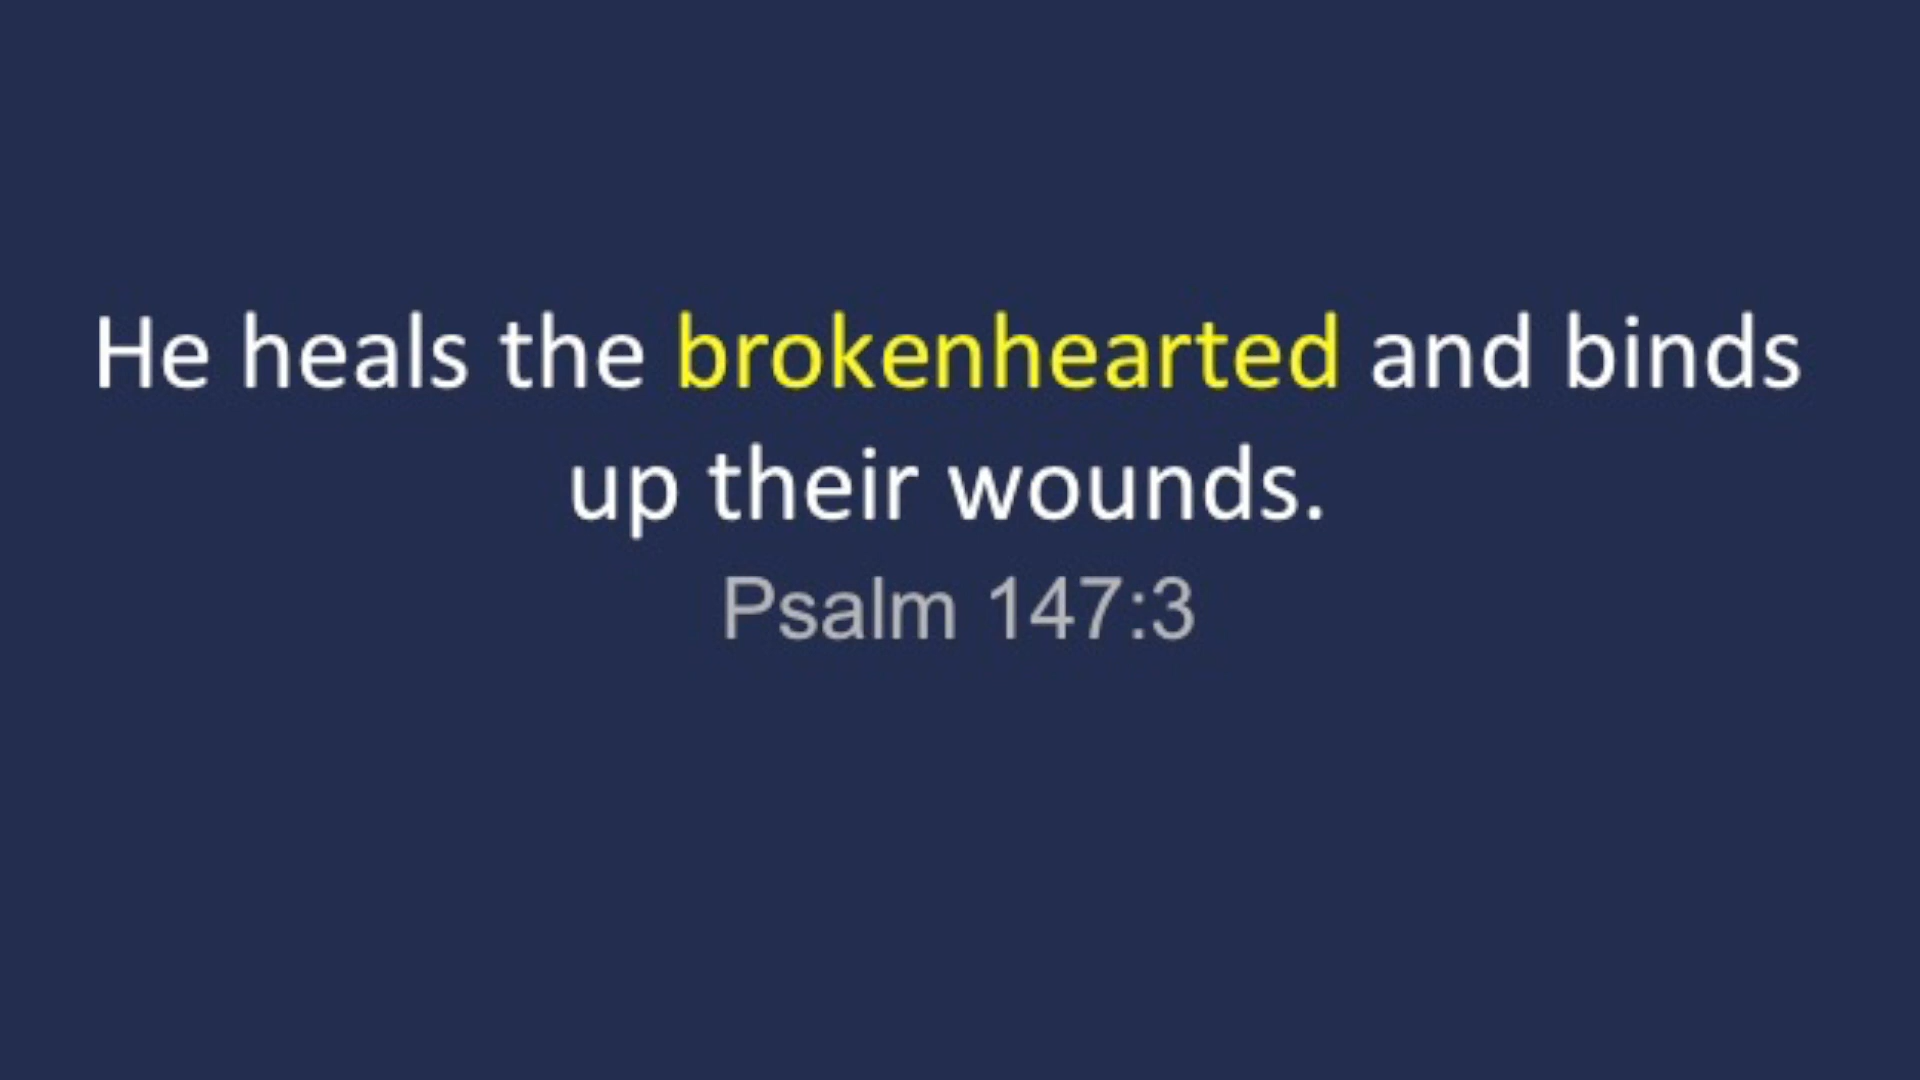 He heals the brokenhearted and binds
up their wounds.
Psalm 147:3